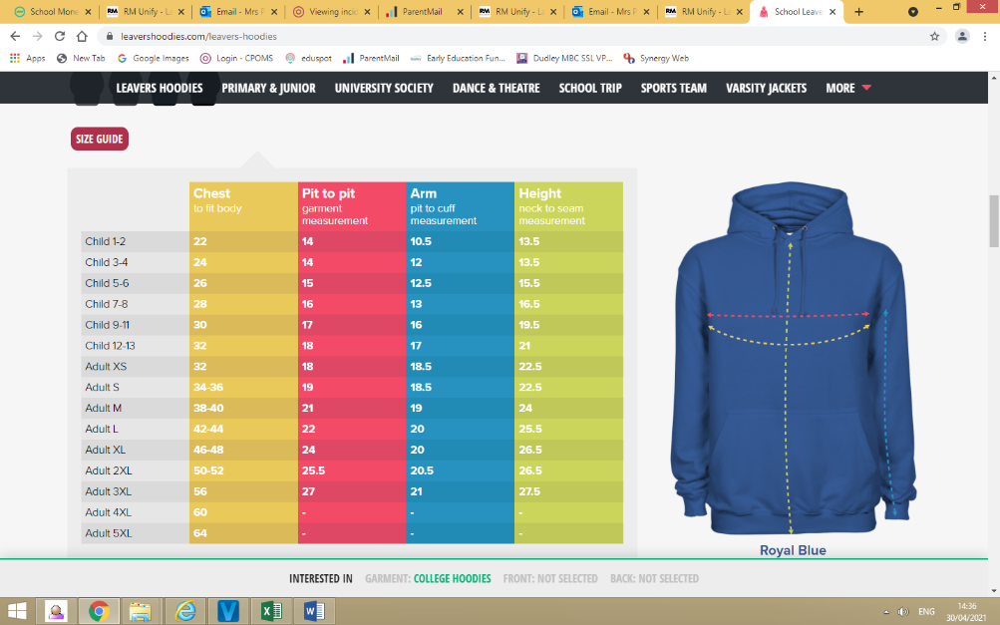 School Mone
RM Unify - L
Email - Mrs
Viewing incid
ParentMail
RM Unify - L
Email - Mrs
RM Unify - L
School Leave
leavershoodies.com/leavers-hoodies
Apps New Tab Google Images Login - CPOMS eduspot ParentMail Early Education Fun... Dudley MBC SSL VP... Synergy Web
LEAVERS HOODIES PRIMARY & JUNIOR UNIVERSITY SOCIETY DANCE & THEATRE SCHOOL TRIP SPORTS TEAM VARSITY JACKETS MORE
SIZE GUIDE
Chest Pit to pit Arm Height
to fit body garment pit to cuff neck to seam
measurement measurement measurement
Child 1-2 22 14 10.5 13.5
Child 3-4 24 14 12 13.5
Child 5-6 26 15 12.5 15.5
Child 7-8 28 16 13 16.5
Child 9-11 30 17 16 19.5
Child 12-13 32 18 17 21
Adult XS 32 18 18.5 22.5
Adult S 34-36 19 18.5 22.5
Adult M 38-40 21 19 24
Adult L 42-44 22 20 25.5
Adult XL 46-48 24 20 26.5
Adult 2XL 50-52 25.5 20.5 26.5
Adult 3XL 56 27 21 27.5
Adult 4XL 60 - - -
Adult 5XL 64 - - -
Royal Blue
INTERESTED IN GARMENT: COLLEGE HOODIES FRONT: NOT SELECTED BACK: NOT SELECTED
ENG
14:36
30/04/2021